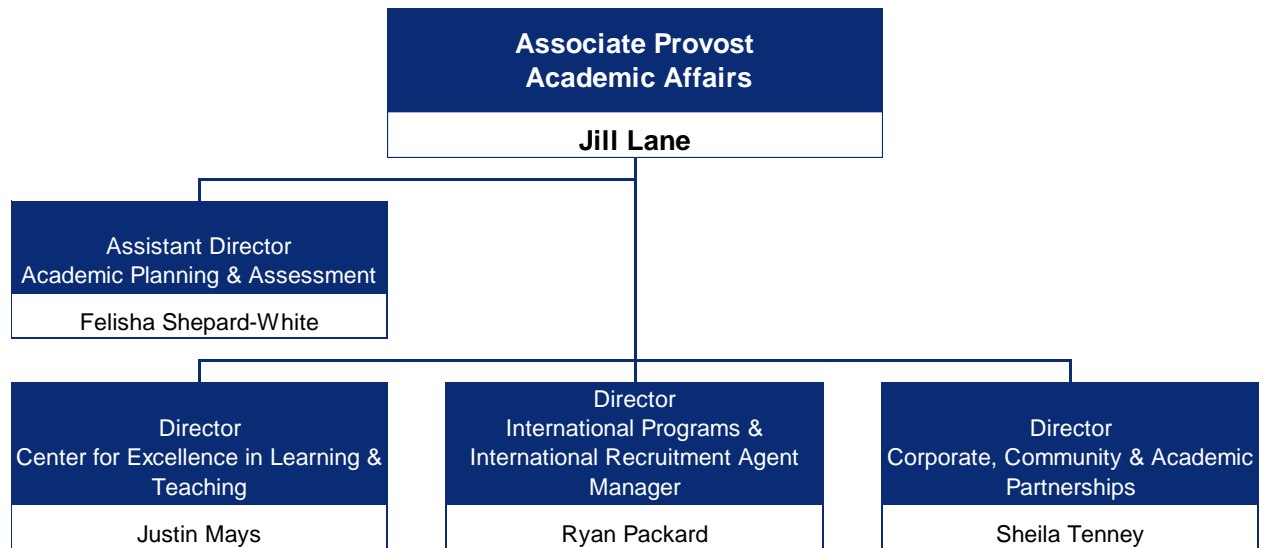 Associate Provost
Academic Affairs
Jill Lane
Assistant Director
Academic Planning & Assessment
Felisha Shepard-White
Director
Center for Excellence in Learning &
Teaching
Justin Mays
Director
International Programs &
International Recruitment Agent
Manager
Ryan Packard
Director
Corporate, Community & Academic
Partnerships
Sheila Tenney